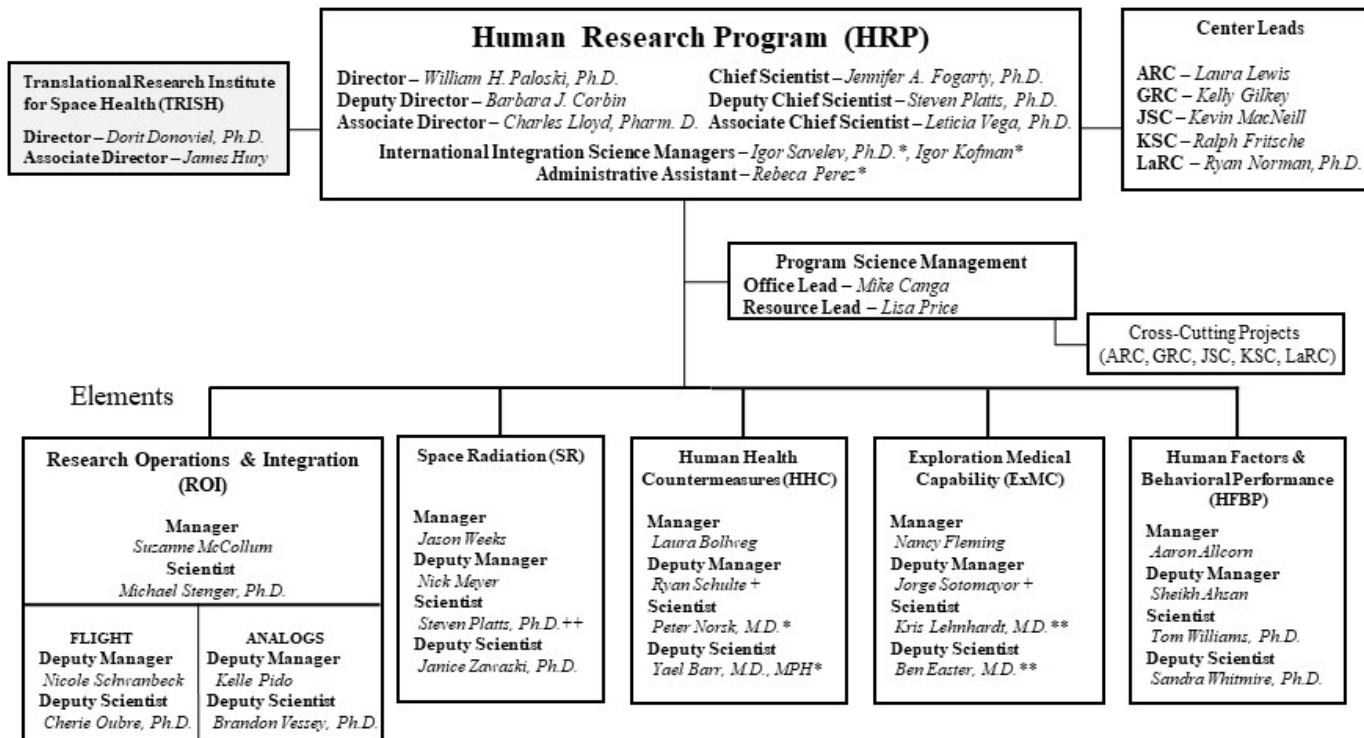 Human Research Program (HRP)
Director – William H. Paloski, Ph.D.
Deputy Director – Barbara J. Corbin
Associate Director – Charles Lloyd, Pharm. D.
Chief Scientist – Jennifer A. Fogarty, Ph.D.
Deputy Chief Scientist – Steven Platts, Ph.D.
Associate Chief Scientist – Leticia Vega, Ph.D.
International Integration Science Managers – Igor Savelev, Ph.D.*, Igor Kofman*
Administrative Assistant – Rebeca Perez*
Translational Research Institute
for Space Health (TRISH)
Director – Dorit Donoviel, Ph.D.
Associate Director – James Hury
Center Leads
ARC – Laura Lewis
GRC – Kelly Gilkey
JSC – Kevin MacNeill
KSC – Ralph Fritsche
LaRC – Ryan Norman, Ph.D.
Program Science Management
Office Lead – Mike Canga
Resource Lead – Lisa Price
Cross-Cutting Projects
(ARC, GRC, JSC, KSC, LaRC)
Elements
Research Operations & Integration
(ROI)
Manager
Suzanne McCollum
Scientist
Michael Stenger, Ph.D.
FLIGHT
Deputy Manager
Nicole Schwanbeck
Deputy Scientist
Cherie Oubre, Ph.D.
ANALOGS
Deputy Manager
Kelle Pido
Deputy Scientist
Brandon Vessey, Ph.D.
Space Radiation (SR)
Manager
Jason Weeks
Deputy Manager
Nick Meyer
Scientist
Steven Platts, Ph.D.++
Deputy Scientist
Janice Zawaski, Ph.D.
Human Health
Countermeasures (HHC)
Manager
Laura Bollweg
Deputy Manager
Ryan Schulte +
Scientist
Peter Norsk, M.D. *
Deputy Scientist
Yael Barr, M.D., MPH*
Exploration Medical
Capability (ExMC)
Manager
Nancy Fleming
Deputy Manager
Jorge Sotomayor +
Scientist
Kris Lehnhardt, M.D.**
Deputy Scientist
Ben Easter, M.D.**
Human Factors &
Behavioral Performance
(HFBP)
Manager
Aaron Allcorn
Deputy Manager
Sheikh Ahsan
Scientist
Tom Williams, Ph.D.
Deputy Scientist
Sandra Whitmire, Ph.D.